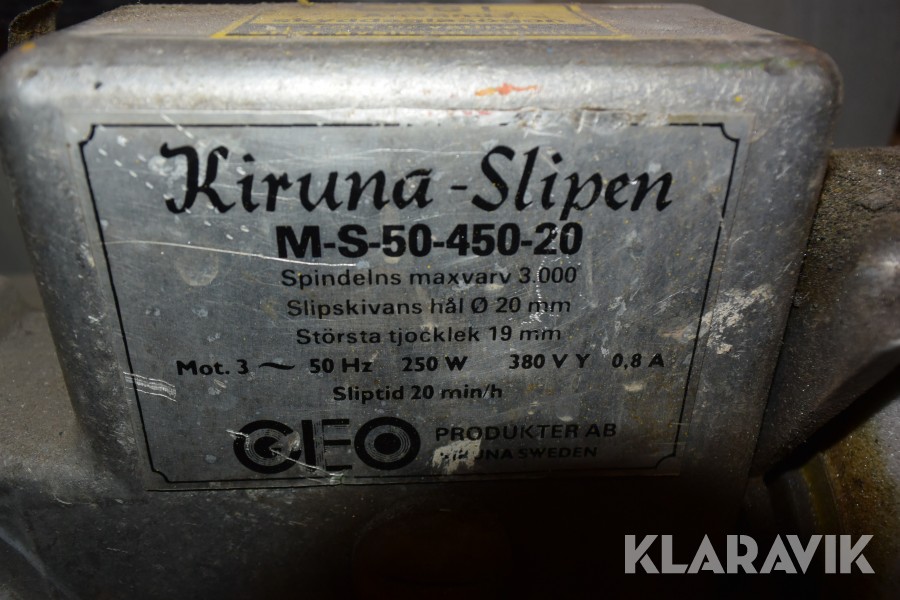 Kiruna-Slipen
M-S-50-450-20
Spindelns maxvarv 3.000
Slipskivans hål Ø 20 mm
Största tjocklek 19 mm
Mot. 3 ~ 50 Hz 250 W 380 V Y 0,8 A
Sliptid 20 min/h
GEO PRODUKTER AB
KIRUNA SWEDEN
KLARAVIK